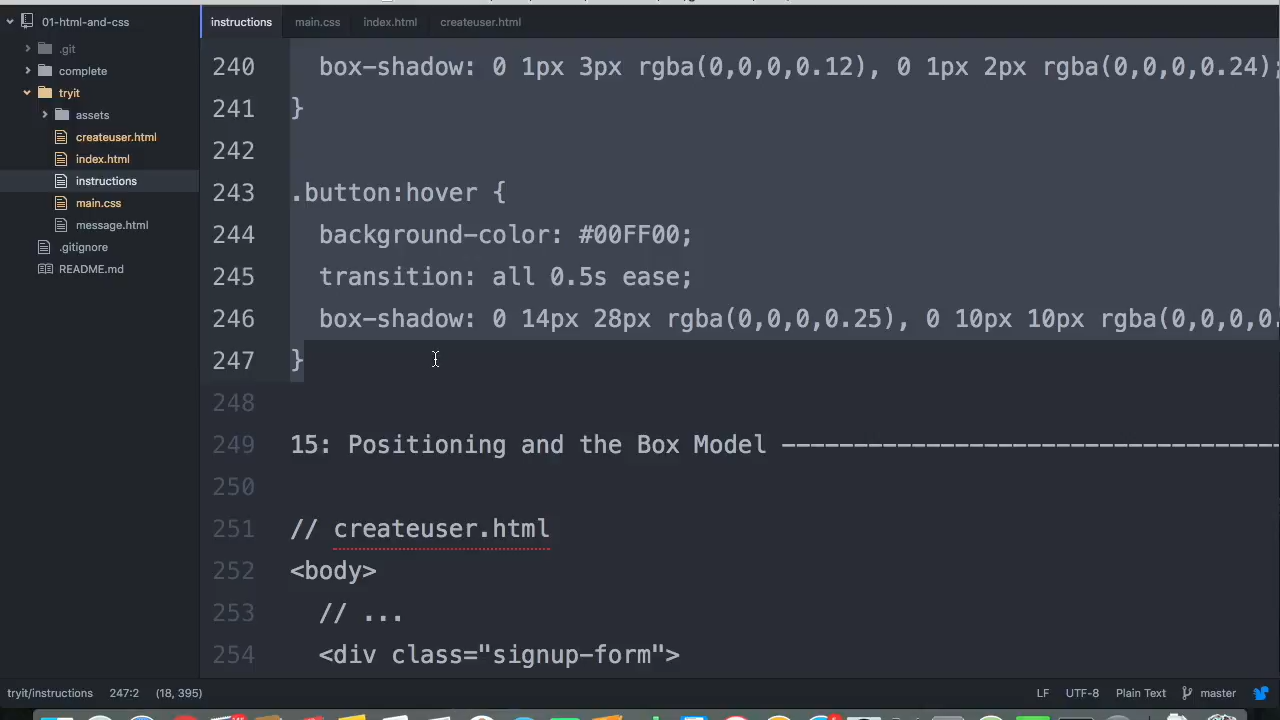 01-html-and-css
.git
complete
tryit
assets
createuser.html
index.html
instructions
main.css
message.html
.gitignore
README.md
instructions main.css index.html createuser.html
240 box-shadow: 0 1px 3px rgba(0,0,0,0.12), 0 1px 2px rgba(0,0,0,0.24);
241 }
242
243 .button:hover {
244 background-color: #00FF00;
245 transition: all 0.5s ease;
246 box-shadow: 0 14px 28px rgba(0,0,0,0.25), 0 10px 10px rgba(0,0,0,0.
247 }
248
249 15: Positioning and the Box Model ----------------------------------
250
251 // createuser.html
252 <body>
253 // ...
254 <div class="signup-form">
tryit/instructions 247:2 (18, 395) LF UTF-8 Plain Text master